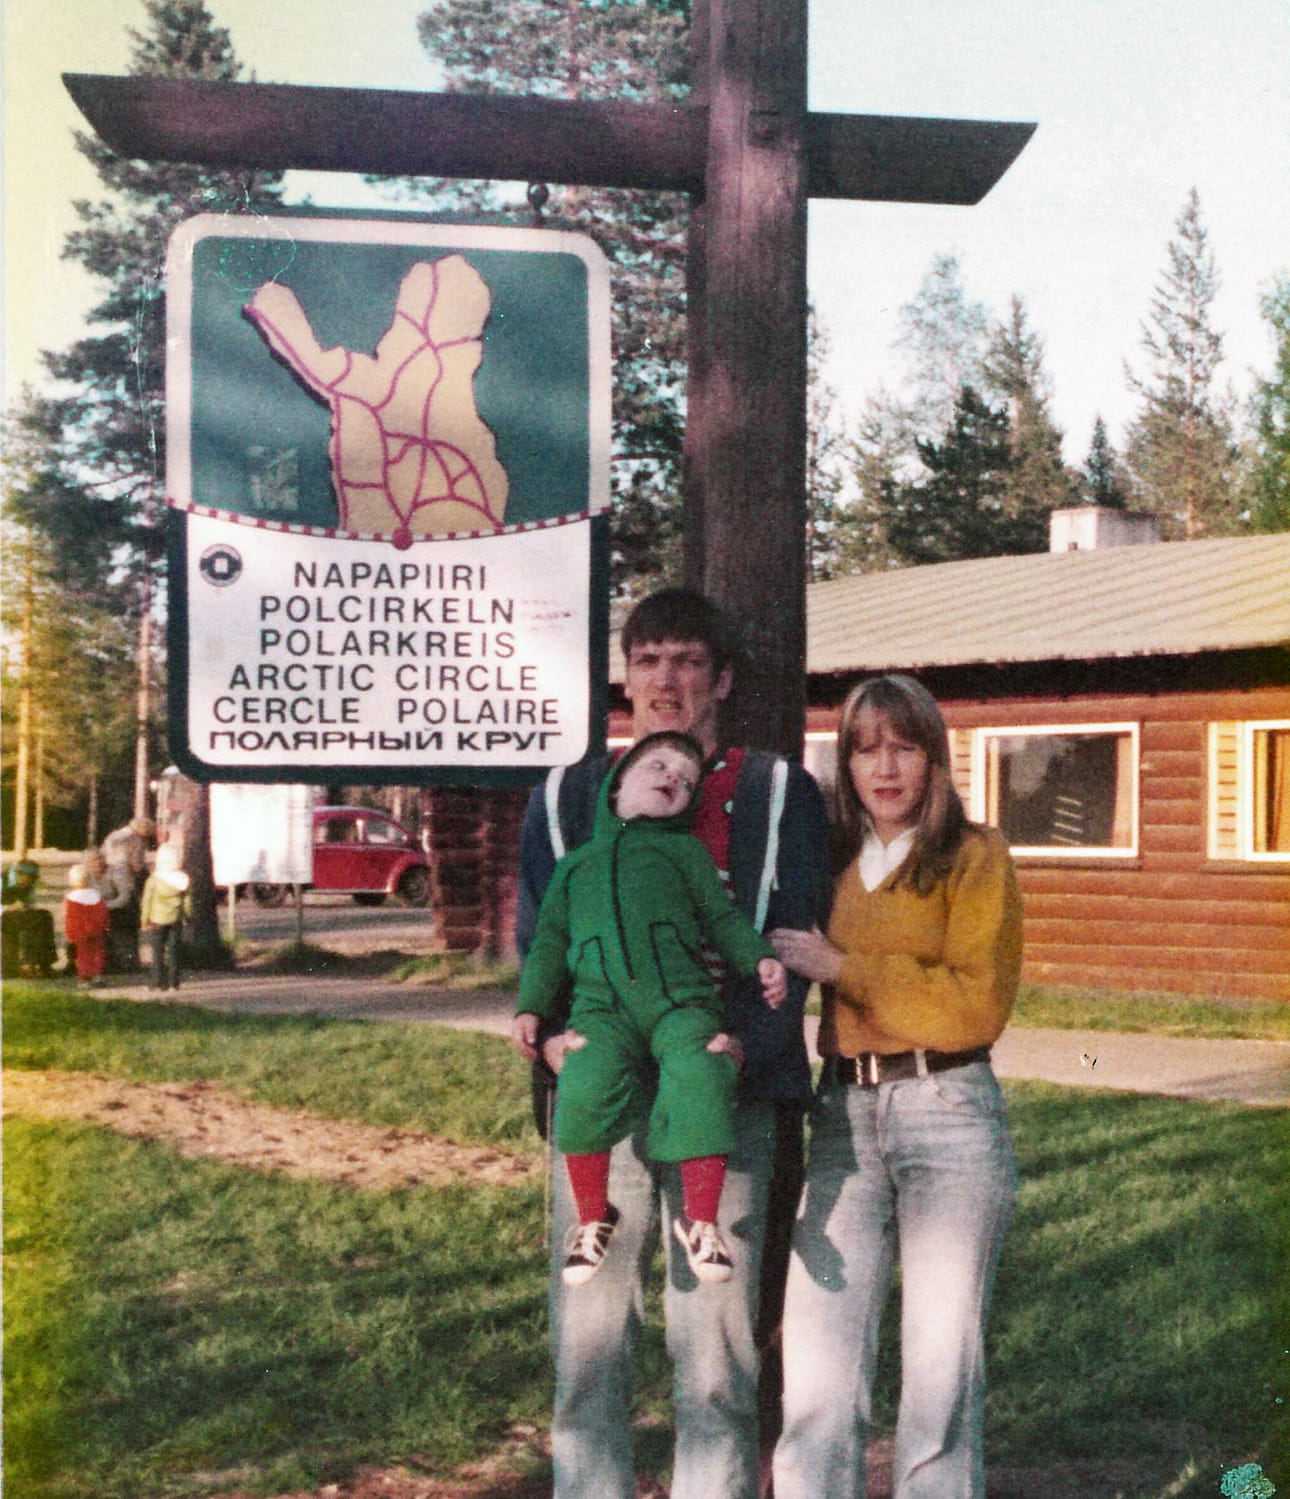 NAPAPIIRI
POLCIRKELN
POLARKREIS
ARCTIC CIRCLE
CERCLE POLAIRE
ПОЛЯРНЫЙ КРУГ